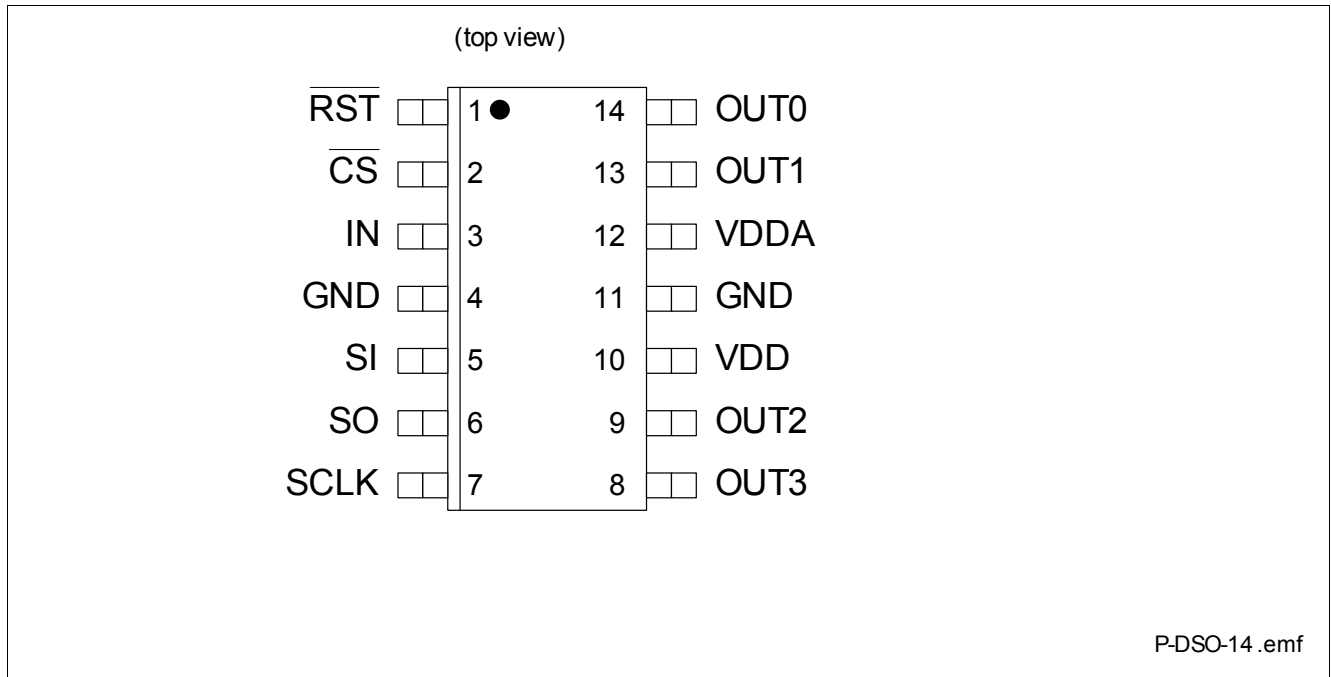 (top view)
RST 1 14 OUT0
CS 2 13 OUT1
IN 3 12 VDDA
GND 4 11 GND
SI 5 10 VDD
SO 6 9 OUT2
SCLK 7 8 OUT3
P-DSO-14.emf